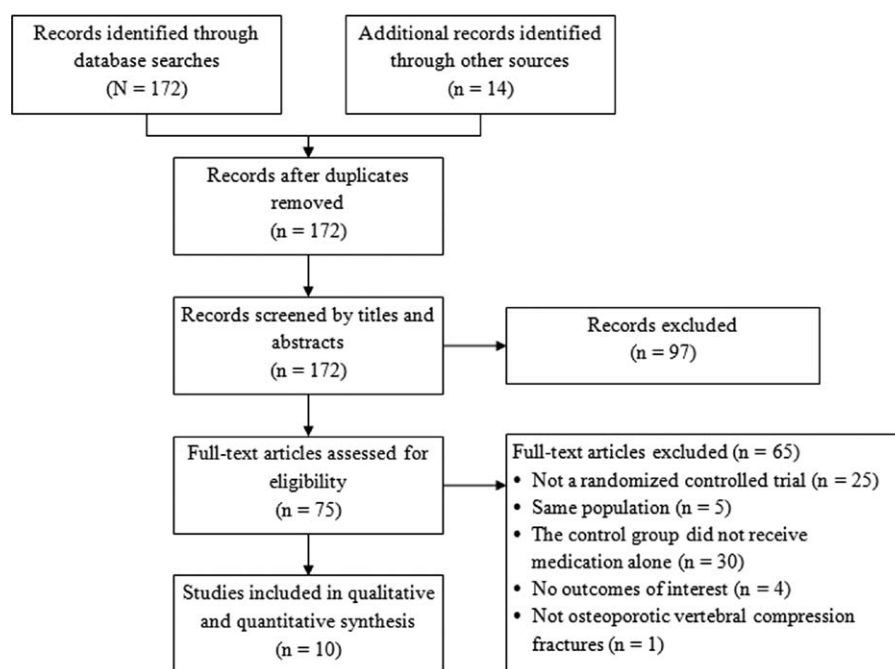 Records identified through
database searches
(N = 172)
Additional records identified
through other sources
(n = 14)
Records after duplicates
removed
(n = 172)
Records screened by titles and
abstracts
(n = 172)
Records excluded
(n = 97)
Full-text articles assessed for
eligibility
(n = 75)
Full-text articles excluded (n = 65)
• Not a randomized controlled trial (n = 25)
• Same population (n = 5)
• The control group did not receive
medication alone (n = 30)
• No outcomes of interest (n = 4)
• Not osteoporotic vertebral compression
fractures (n = 1)
Studies included in qualitative
and quantitative synthesis
(n = 10)